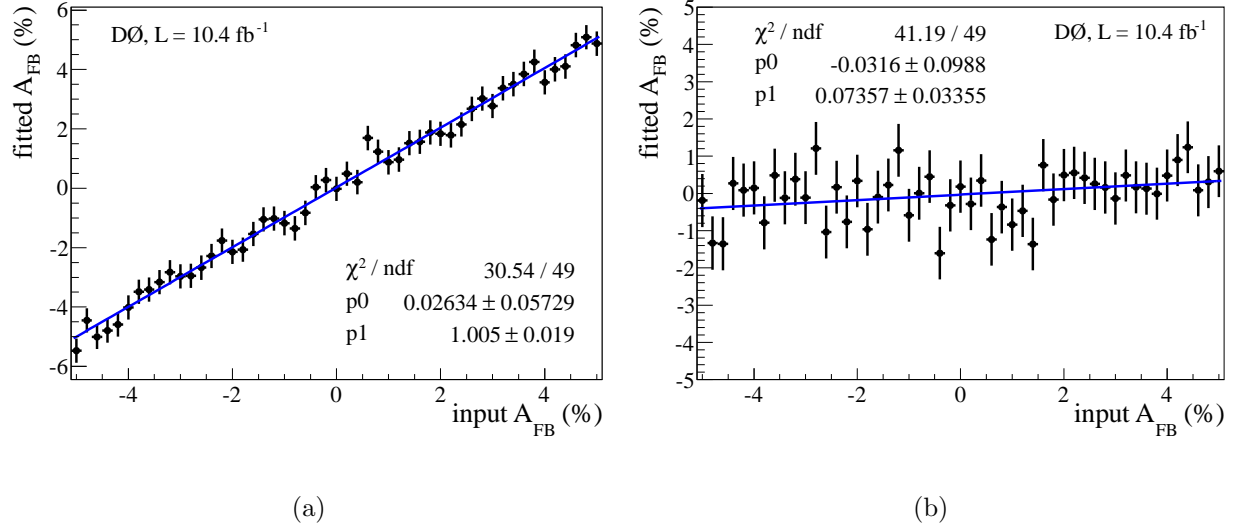 fitted A_FB (%)
DØ, L = 10.4 fb⁻¹
6
4
2
0
-2
-4
-6
χ² / ndf 30.54 / 49
p0 0.02634 ± 0.05729
p1 1.005 ± 0.019
-4 -2 0 2 4
input A_FB (%)
(a)
fitted A_FB (%)
χ² / ndf 41.19 / 49
p0 -0.0316 ± 0.0988
p1 0.07357 ± 0.03355
DØ, L = 10.4 fb⁻¹
5
4
3
2
1
0
-1
-2
-3
-4
-5
-4 -2 0 2 4
input A_FB (%)
(b)